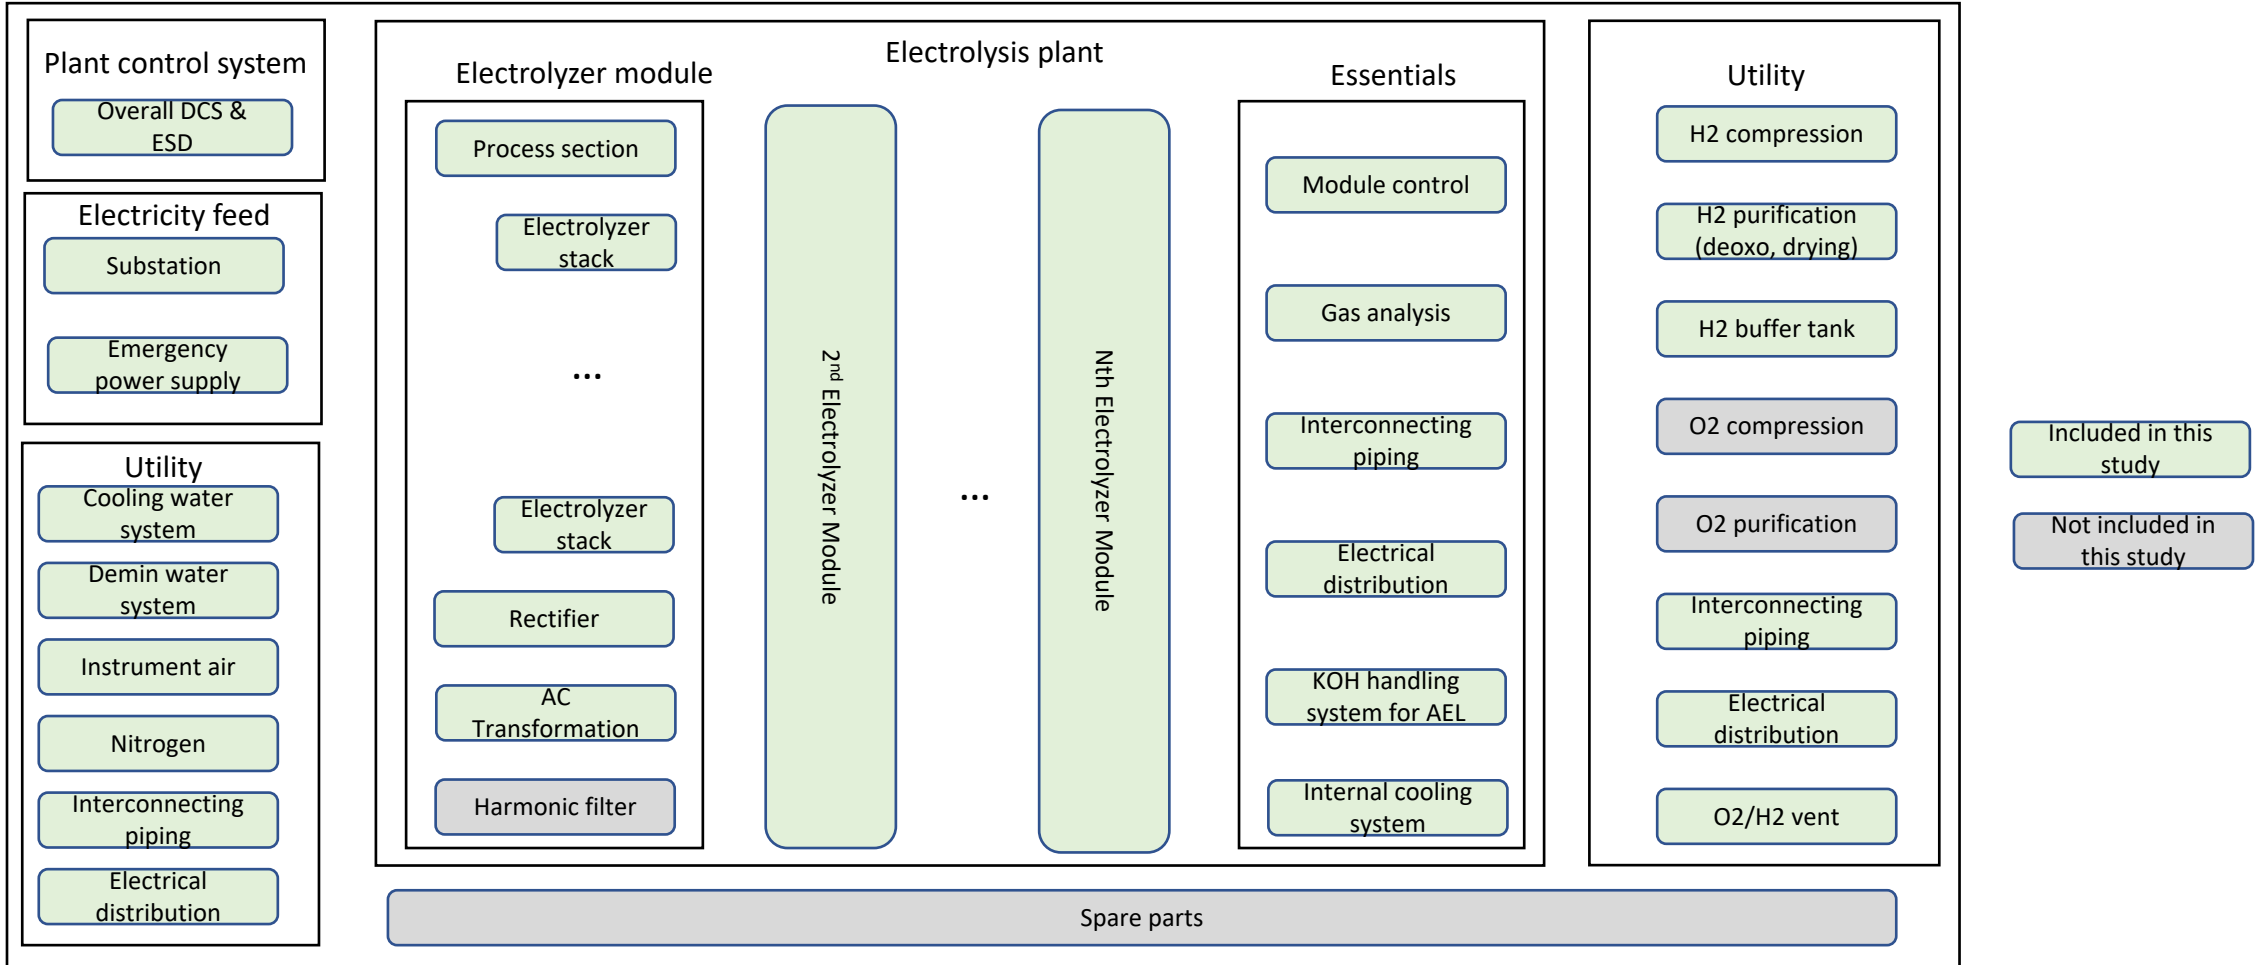 Plant control system
Overall DCS &
ESD
Electricity feed
Substation
Emergency
power supply
Utility
Cooling water
system
Demin water
system
Instrument air
Nitrogen
Interconnecting
piping
Electrical
distribution
Electrolysis plant
Electrolyzer module
Process section
Electrolyzer
stack
...
Electrolyzer
stack
Rectifier
AC
Transformation
Harmonic filter
2nd Electrolyzer Module
...
Nth Electrolyzer Module
Essentials
Module control
Gas analysis
Interconnecting
piping
Electrical
distribution
KOH handling
system for AEL
Internal cooling
system
Utility
H2 compression
H2 purification
(deoxo, drying)
H2 buffer tank
O2 compression
O2 purification
Interconnecting
piping
Electrical
distribution
O2/H2 vent
Spare parts
Included in this
study
Not included in
this study